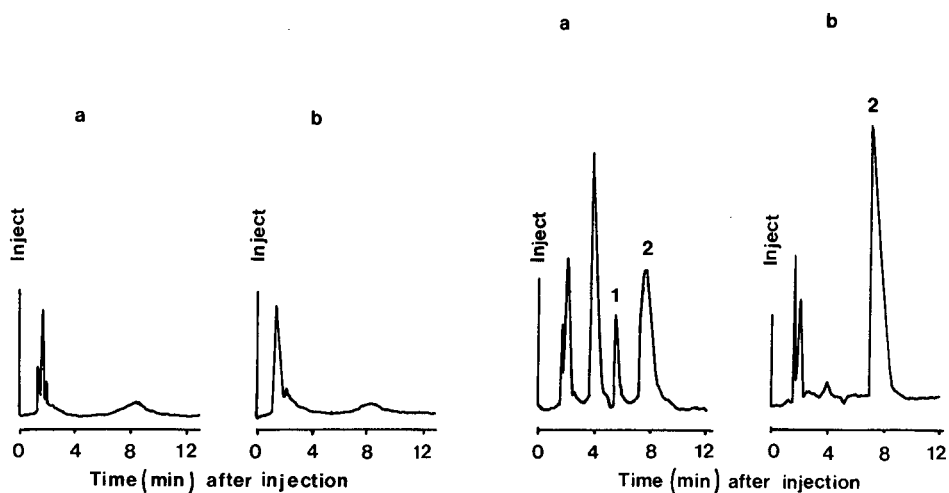 a
b
a
b
2
Inject
Inject
Inject
1
2
Inject
0 4 8 12
0 4 8 12
0 4 8 12
0 4 8 12
Time (min) after injection
Time (min) after injection